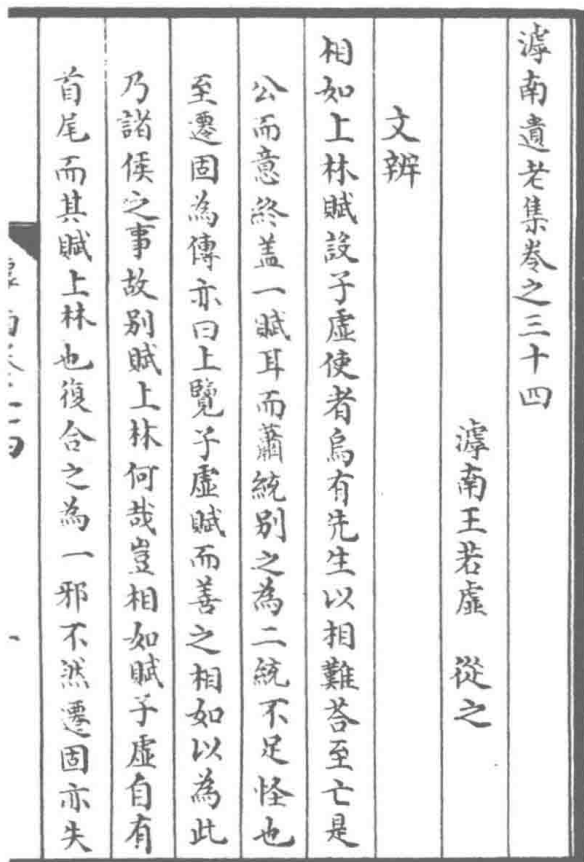 滹南遺老集卷之三十四
滹南王若虛　從之
文辨
相如上林賦設子虛使者烏有先生以相難荅至亡是
公而意終盖一賦耳而蕭統別之為二統不足怪也
至遷固為傳亦曰上覽子虛賦而善之相如以為此
乃諸侯之事故別賦上林何哉豈相如賦子虛自有
首尾而其賦上林也復合之為一邪不然遷固亦失